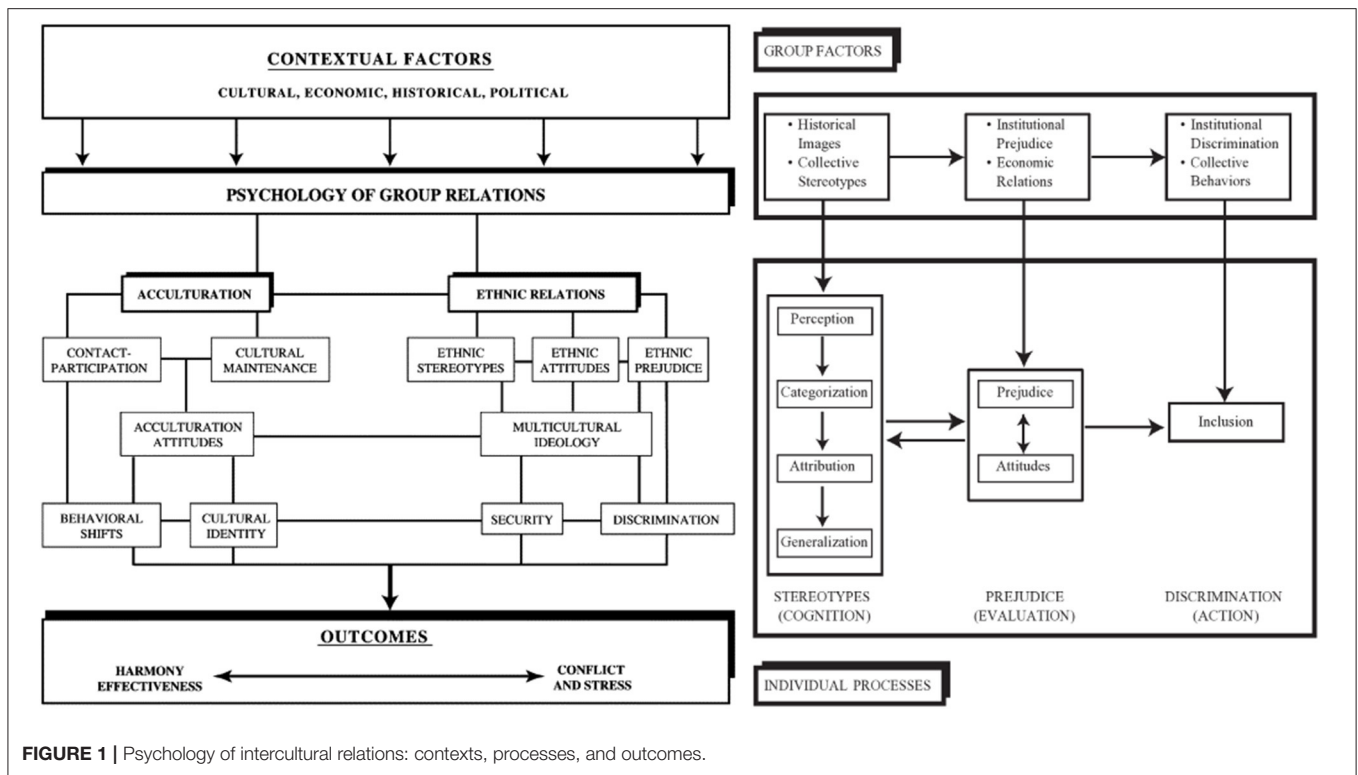 CONTEXTUAL FACTORS
CULTURAL, ECONOMIC, HISTORICAL, POLITICAL
PSYCHOLOGY OF GROUP RELATIONS
ACCULTURATION
ETHNIC RELATIONS
CONTACT-
PARTICIPATION
CULTURAL
MAINTENANCE
ETHNIC
STEREOTYPES
ETHNIC
ATTITUDES
ETHNIC
PREJUDICE
ACCULTURATION
ATTITUDES
MULTICULTURAL
IDEOLOGY
BEHAVIORAL
SHIFTS
CULTURAL
IDENTITY
SECURITY
DISCRIMINATION
OUTCOMES
HARMONY
EFFECTIVENESS
CONFLICT
AND STRESS
GROUP FACTORS
• Historical
Images
• Collective
Stereotypes
• Institutional
Prejudice
• Economic
Relations
• Institutional
Discrimination
• Collective
Behaviors
Perception
Categorization
Attribution
Generalization
Prejudice
Attitudes
Inclusion
STEREOTYPES
(COGNITION)
PREJUDICE
(EVALUATION)
DISCRIMINATION
(ACTION)
INDIVIDUAL PROCESSES
FIGURE 1 | Psychology of intercultural relations: contexts, processes, and outcomes.